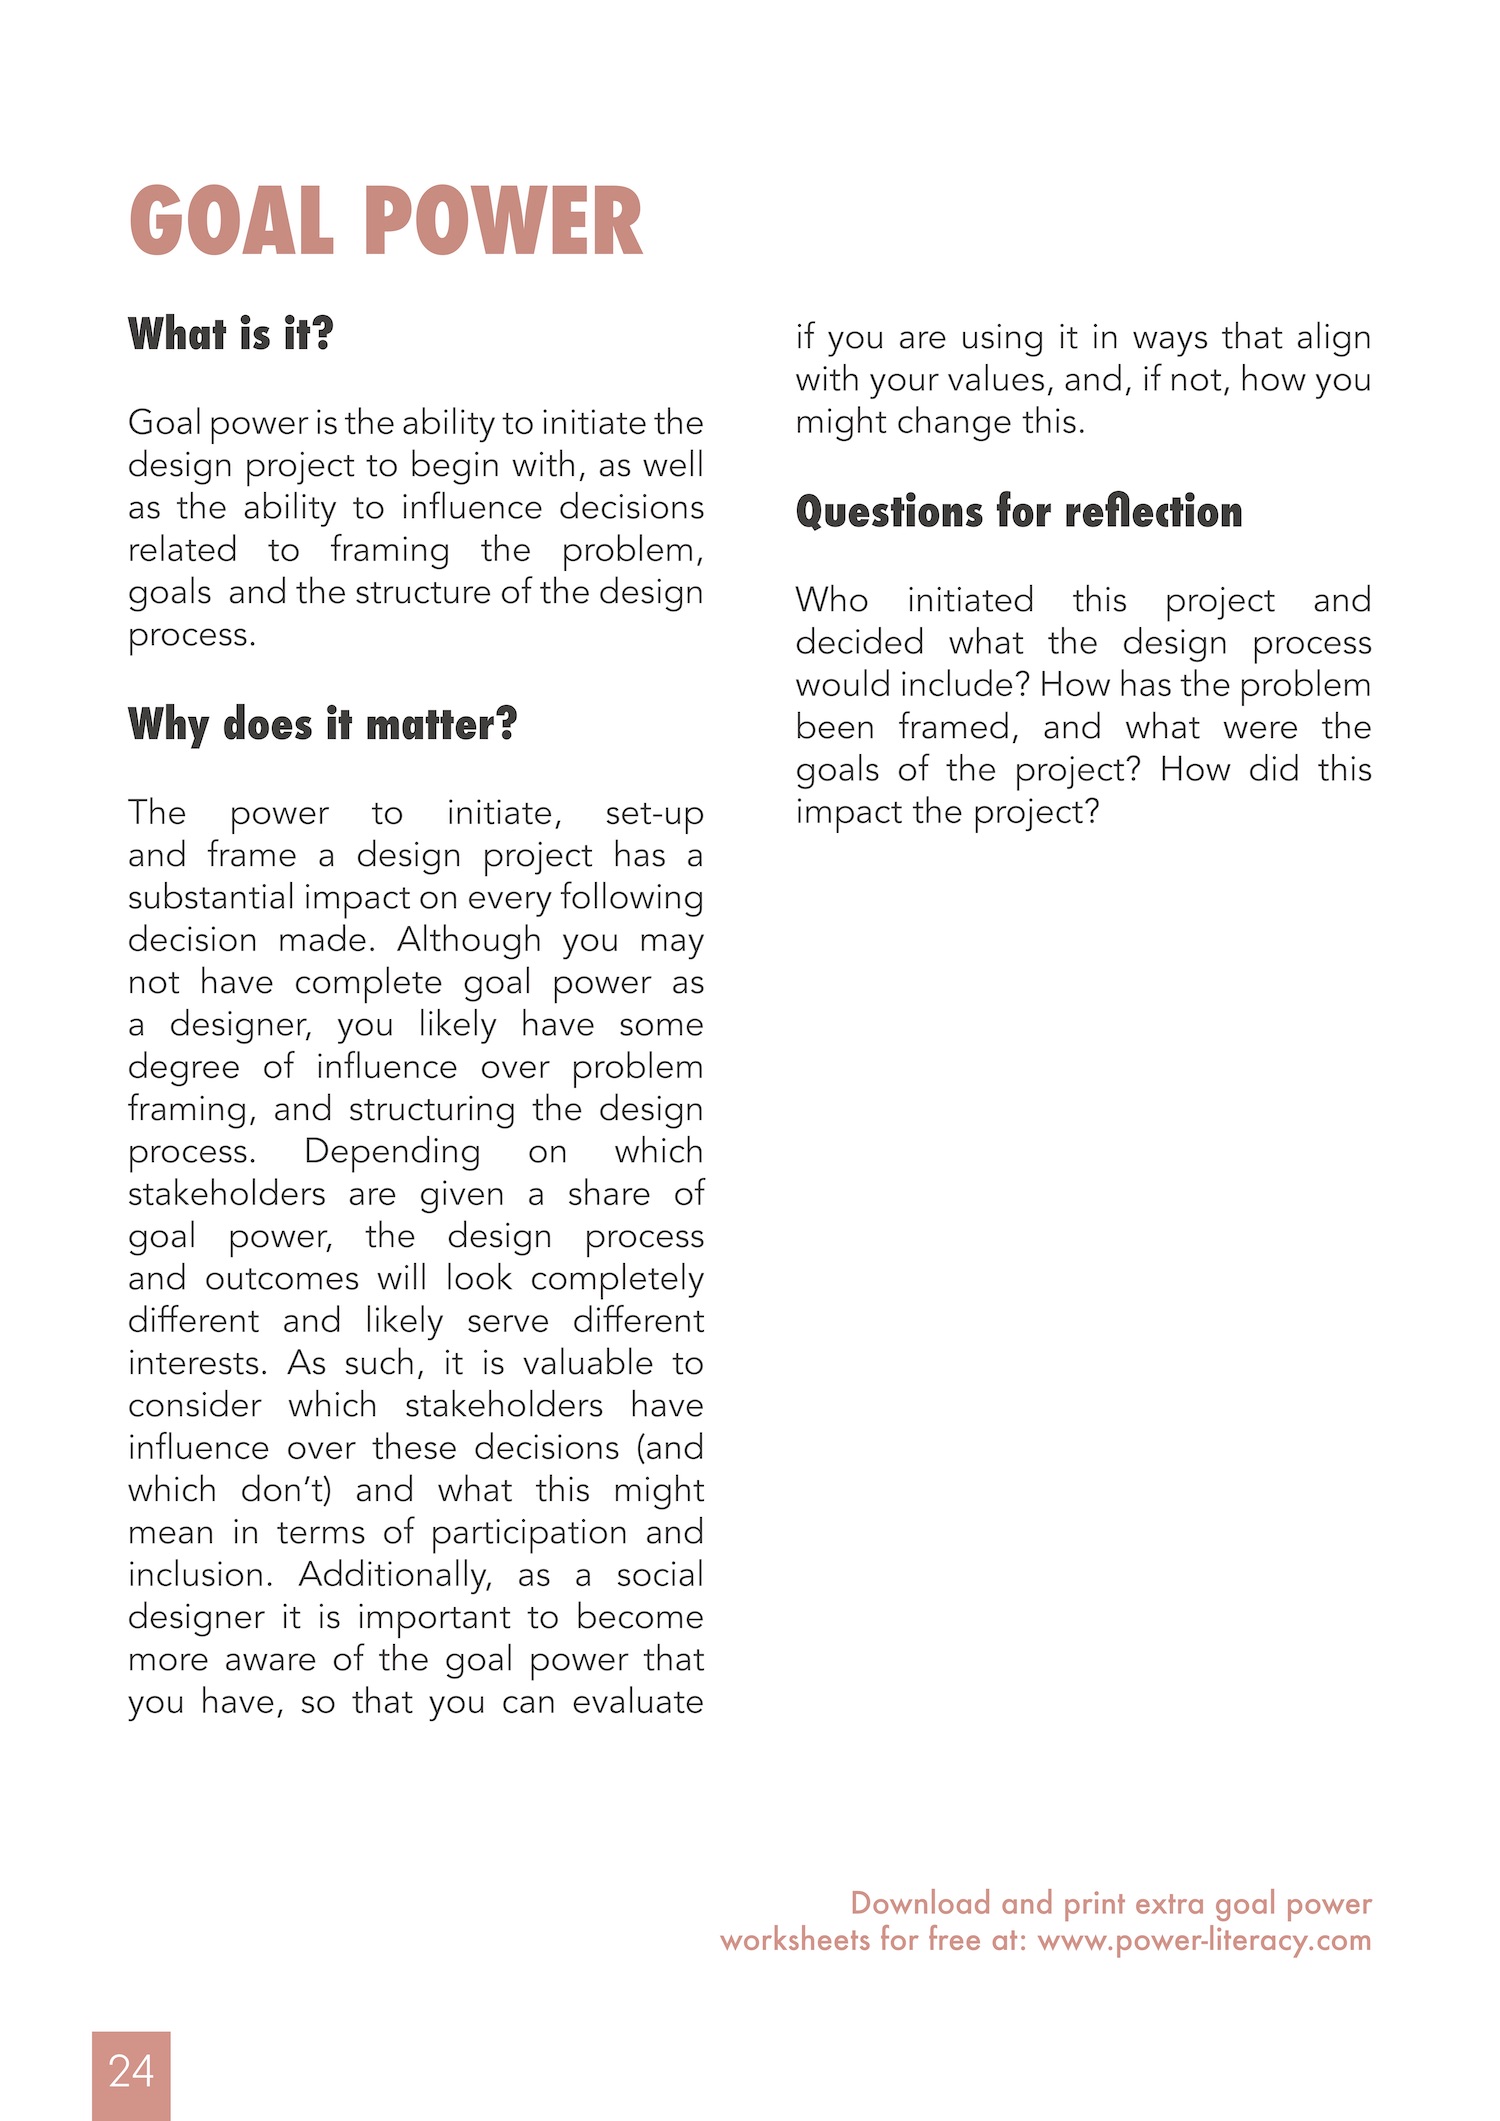 GOAL POWER
What is it?
Goal power is the ability to initiate the
design project to begin with, as well
as the ability to influence decisions
related to framing the problem,
goals and the structure of the design
process.
Why does it matter?
The power to initiate, set-up
and frame a design project has a
substantial impact on every following
decision made. Although you may
not have complete goal power as
a designer, you likely have some
degree of influence over problem
framing, and structuring the design
process. Depending on which
stakeholders are given a share of
goal power, the design process
and outcomes will look completely
different and likely serve different
interests. As such, it is valuable to
consider which stakeholders have
influence over these decisions (and
which don’t) and what this might
mean in terms of participation and
inclusion. Additionally, as a social
designer it is important to become
more aware of the goal power that
you have, so that you can evaluate
if you are using it in ways that align
with your values, and, if not, how you
might change this.
Questions for reflection
Who initiated this project and
decided what the design process
would include? How has the problem
been framed, and what were the
goals of the project? How did this
impact the project?
Download and print extra goal power
worksheets for free at: www.power-literacy.com
24